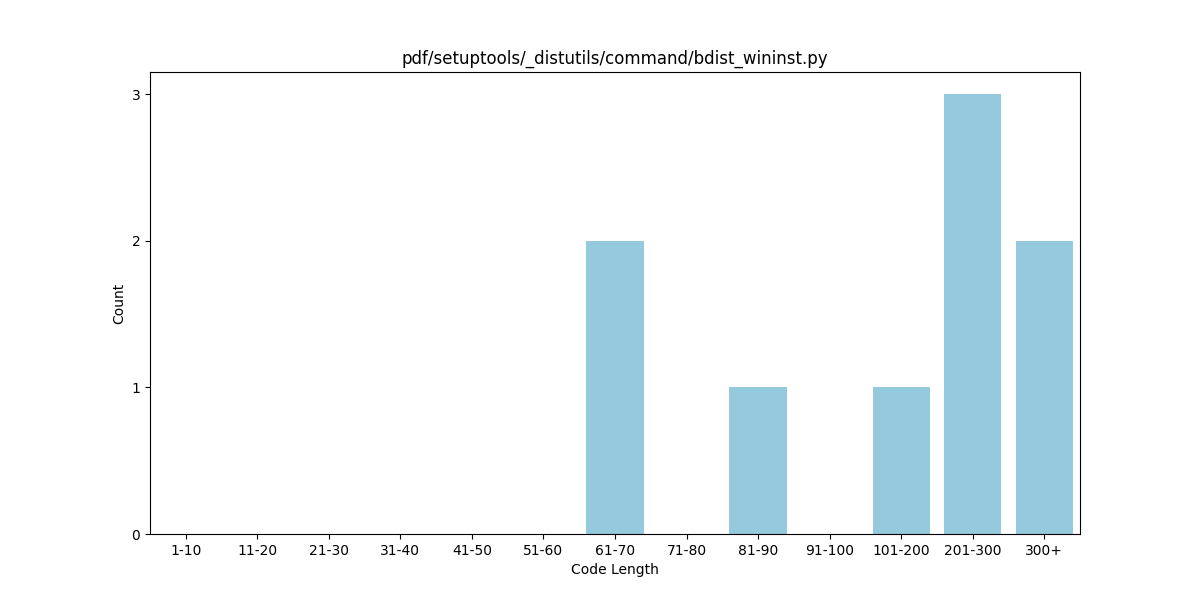 pdf/setuptools/_distutils/command/bdist_wininst.py
3
2
1
0
Count
1-10 11-20 21-30 31-40 41-50 51-60 61-70 71-80 81-90 91-100 101-200 201-300 300+
Code Length